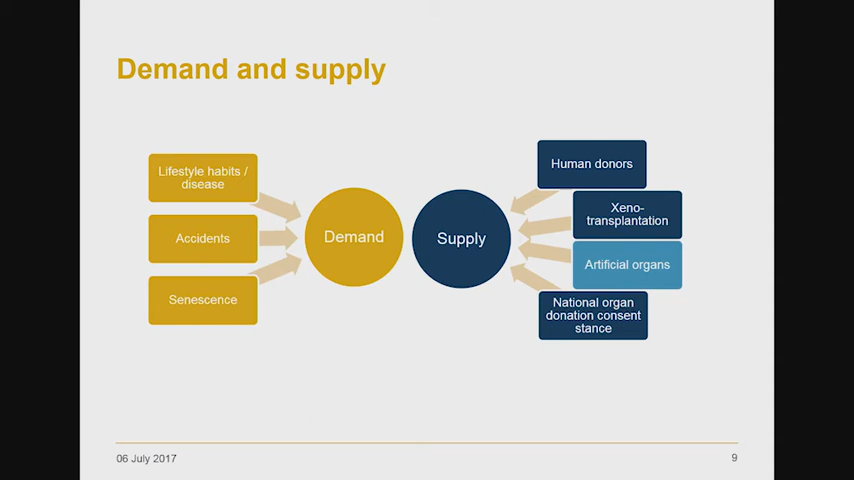 Demand and supply
Lifestyle habits /
disease
Accidents
Senescence
Demand
Supply
Human donors
Xeno-
transplantation
Artificial organs
National organ
donation consent
stance
06 July 2017
9